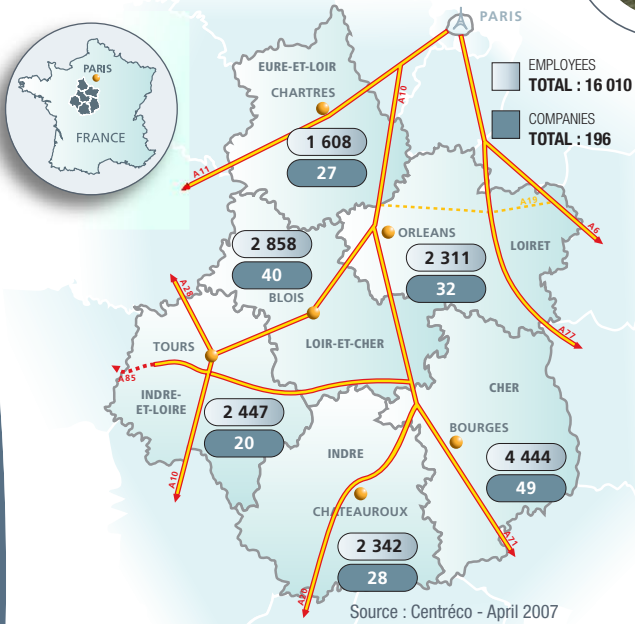 PARIS
PARIS
FRANCE
EMPLOYEES
TOTAL : 16 010
COMPANIES
TOTAL : 196
EURE-ET-LOIR
CHARTRES
A10
1 608
27
A11
A19
A6
ORLEANS
LOIRET
2 858
40
2 311
32
BLOIS
A28
A77
TOURS
LOIR-ET-CHER
A85
CHER
INDRE-
ET-LOIRE
2 447
20
BOURGES
INDRE
4 444
49
A10
CHATEAUROUX
A71
2 342
28
A20
Source : Centréco - April 2007